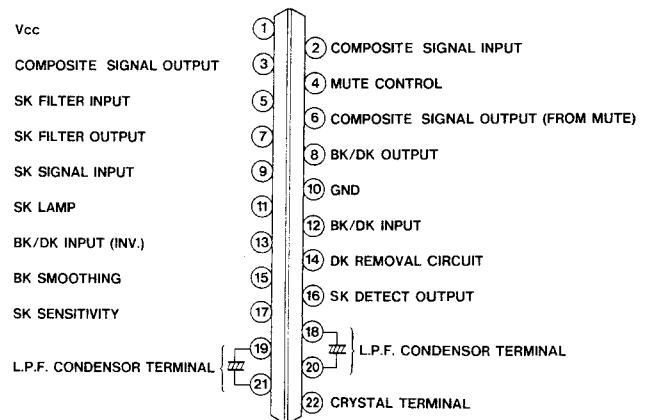 Vcc
1
2 COMPOSITE SIGNAL INPUT
COMPOSITE SIGNAL OUTPUT 3
4 MUTE CONTROL
SK FILTER INPUT 5
6 COMPOSITE SIGNAL OUTPUT (FROM MUTE)
SK FILTER OUTPUT 7
8 BK/DK OUTPUT
SK SIGNAL INPUT 9
10 GND
SK LAMP 11
12 BK/DK INPUT
BK/DK INPUT (INV.) 13
14 DK REMOVAL CIRCUIT
BK SMOOTHING 15
16 SK DETECT OUTPUT
SK SENSITIVITY 17
18
19
L.P.F. CONDENSOR TERMINAL
L.P.F. CONDENSOR TERMINAL
20
21
22 CRYSTAL TERMINAL